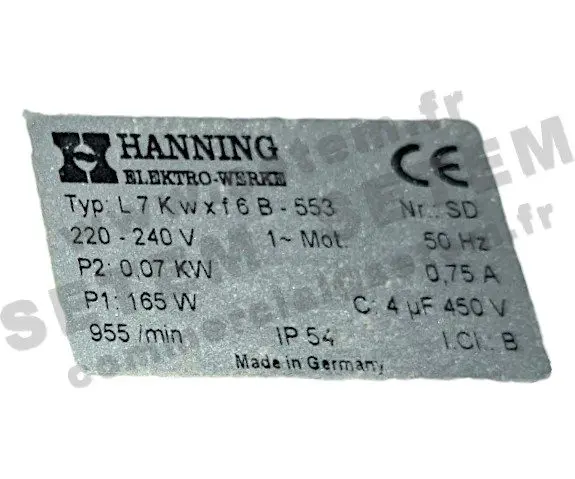 HANNING
ELEKTRO-WERKE
CE
Typ: L 7 K w x f 6 B - 553 Nr.: SD
220 - 240 V 1~ Mot. 50 Hz
P2: 0,07 KW 0,75 A
P1: 165 W C: 4 µF 450 V
955 /min IP 54 I.Cl.: B
Made in Germany